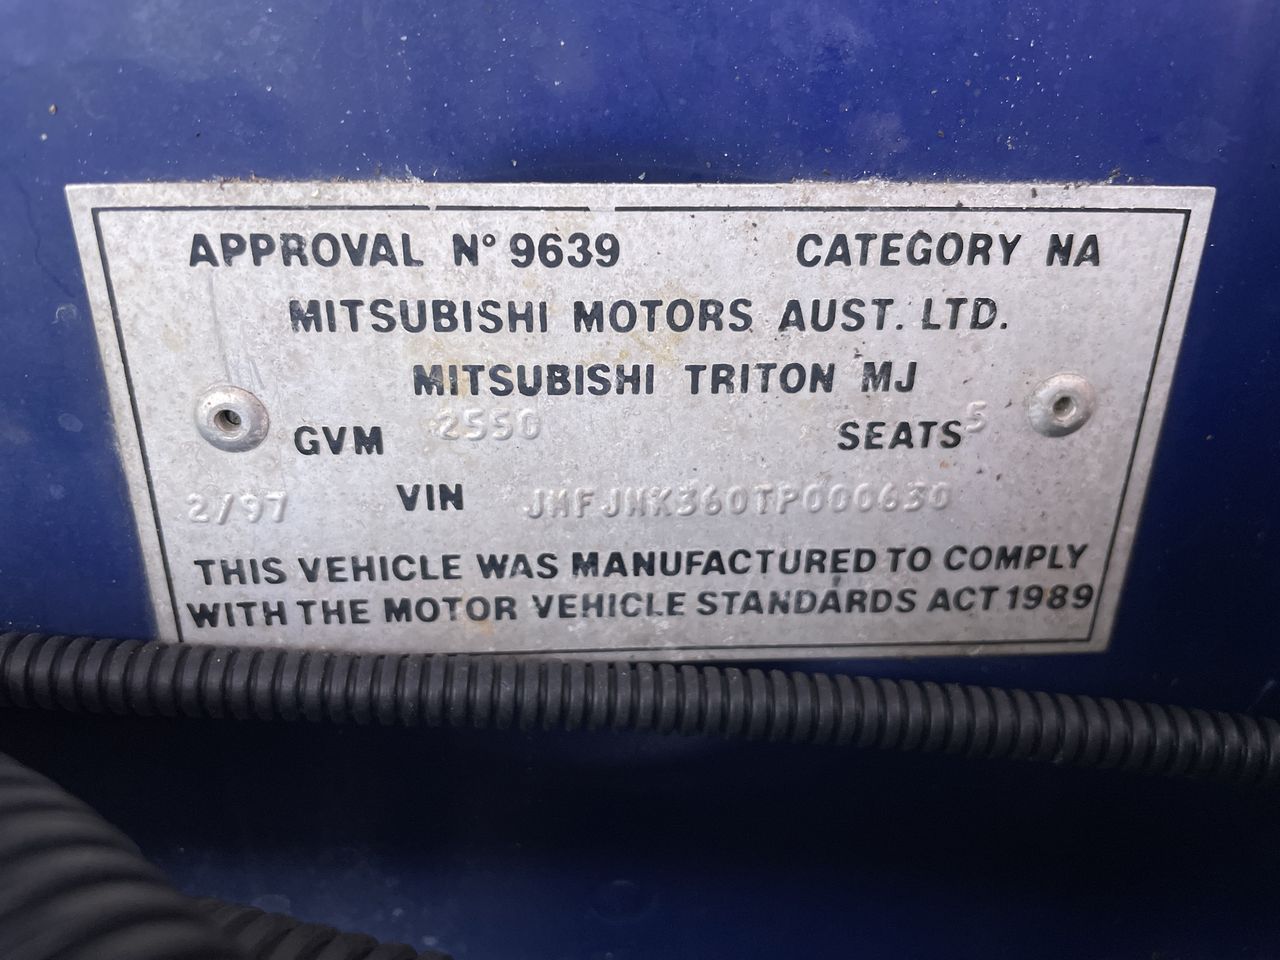 APPROVAL Nº 9639 CATEGORY NA
MITSUBISHI MOTORS AUST. LTD.
MITSUBISHI TRITON MJ
GVM 2550 SEATS 5
2/97 VIN JMFJNK360TP000630
THIS VEHICLE WAS MANUFACTURED TO COMPLY
WITH THE MOTOR VEHICLE STANDARDS ACT 1989